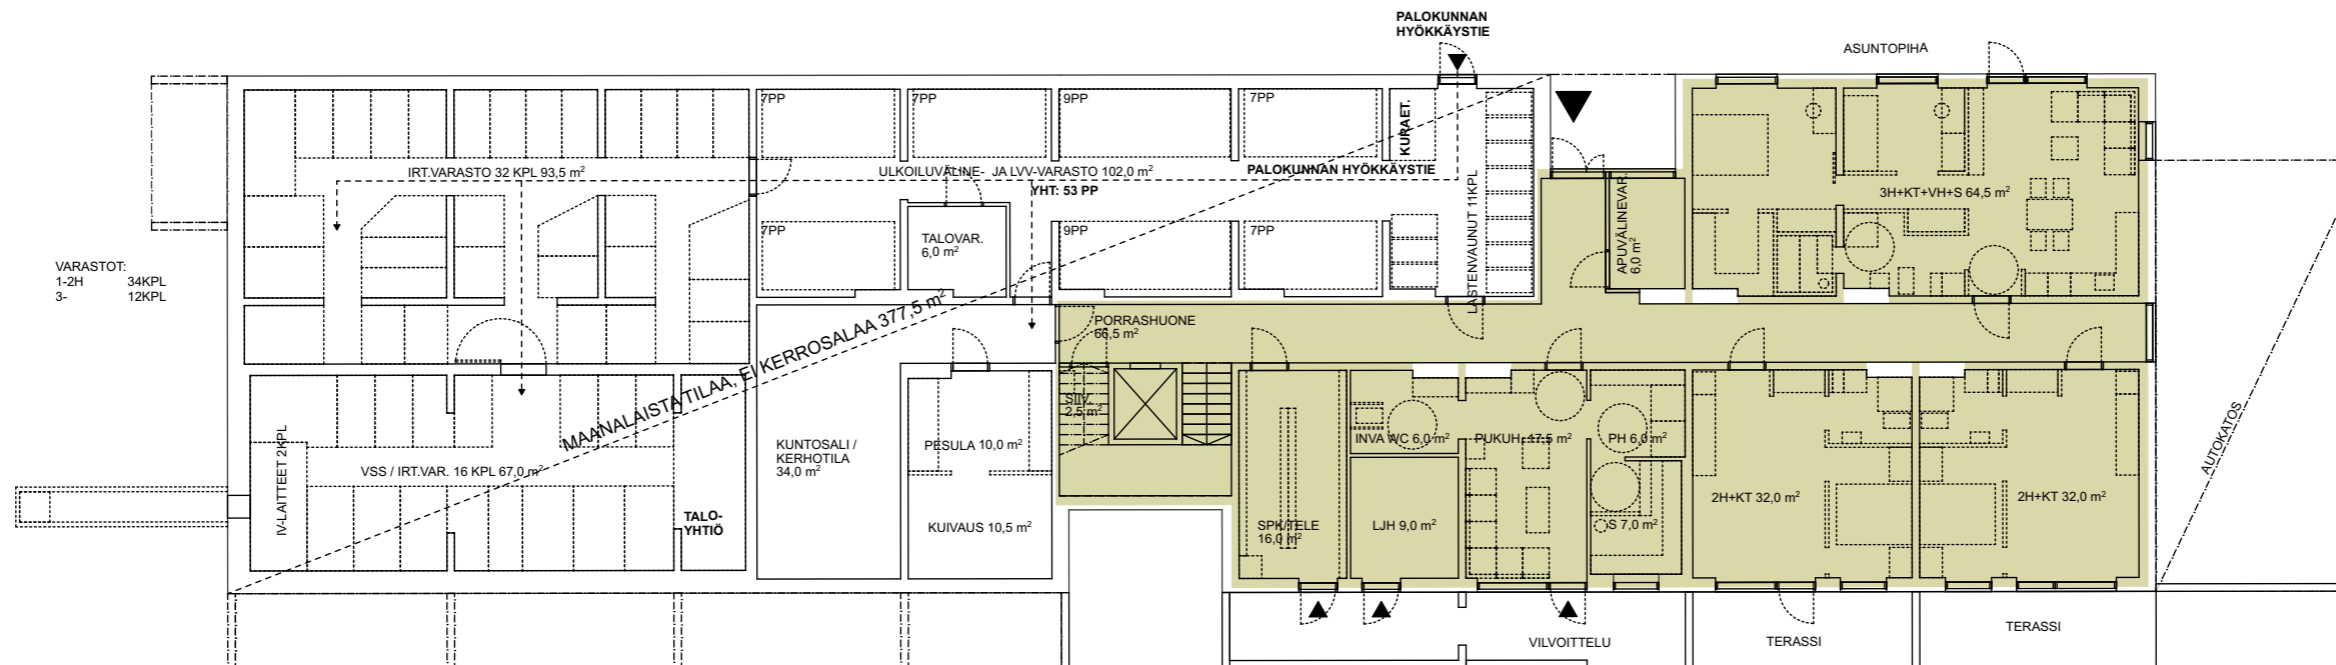 PALOKUNNAN
HYÖKKÄYSTIE
ASUNTOPIHA
7PP
7PP
9PP
7PP
KURAET.
IRT.VARASTO 32 KPL 93,5 m²
ULKOILUVÄLINE- JA LVV-VARASTO 102,0 m²
YHT: 53 PP
PALOKUNNAN HYÖKKÄYSTIE
LASTENVAUNUT 11KPL
APUVÄLINEVAR.
6,0 m²
3H+KT+VH+S 64,5 m²
7PP
TALOVAR.
6,0 m²
9PP
7PP
VARASTOT:
1-2H 34KPL
3- 12KPL
MAANALAISTA TILAA, EI KERROSALAA 377,5 m²
PORRASHUONE
66,5 m²
SIIV.
2,5 m²
IV-LAITTEET 2KPL
VSS / IRT.VAR. 16 KPL 67,0 m²
TALO-
YHTIÖ
KUNTOSALI /
KERHOTILA
34,0 m²
PESULA 10,0 m²
KUIVAUS 10,5 m²
INVA WC 6,0 m²
PUKUH. 17,5 m²
PH 6,0 m²
SPK/TELE
16,0 m²
LJH 9,0 m²
S 7,0 m²
2H+KT 32,0 m²
2H+KT 32,0 m²
AUTOKATOS
VILVOITTELU
TERASSI
TERASSI